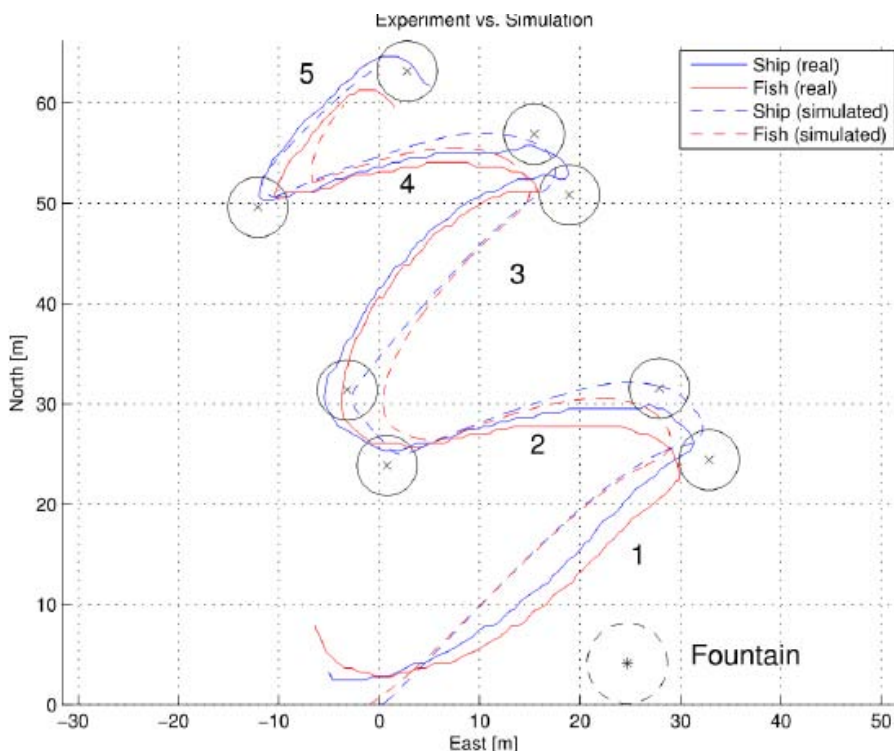 Experiment vs. Simulation
Ship (real)
Fish (real)
Ship (simulated)
Fish (simulated)
5
4
3
2
1
Fountain
North [m]
60
50
40
30
20
10
0
−30
−20
−10
0
10
20
30
40
50
East [m]